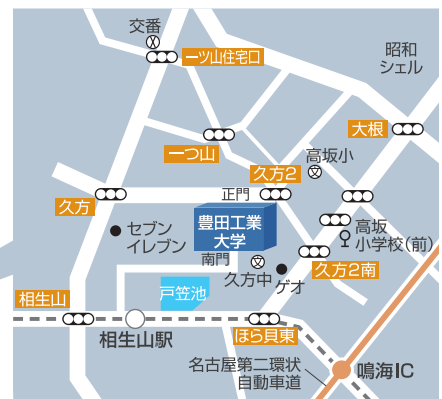 交番
一ツ山住宅口
昭和
シェル
大根
一つ山
高坂小
久方2
正門
久方
豊田工業
大学
セブン
イレブン
高坂
小学校(前)
南門
久方中
久方2南
ゲオ
戸笠池
相生山
相生山駅
ほら貝東
名古屋第二環状
自動車道
鳴海IC